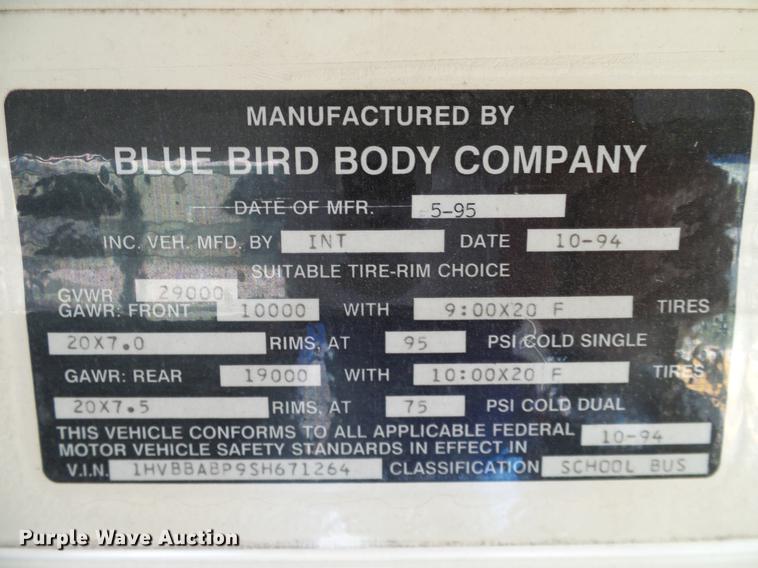 MANUFACTURED BY
BLUE BIRD BODY COMPANY
DATE OF MFR. 5-95
INC. VEH. MFD. BY INT DATE 10-94
SUITABLE TIRE-RIM CHOICE
GVWR 29000
GAWR: FRONT 10000 WITH 9:00X20 F TIRES
20X7.0 RIMS, AT 95 PSI COLD SINGLE
GAWR: REAR 19000 WITH 10:00X20 F TIRES
20X7.5 RIMS, AT 75 PSI COLD DUAL
THIS VEHICLE CONFORMS TO ALL APPLICABLE FEDERAL 10-94
MOTOR VEHICLE SAFETY STANDARDS IN EFFECT IN
V.I.N. 1HVBBABP9SH671264 CLASSIFICATION SCHOOL BUS
Purple Wave Auction